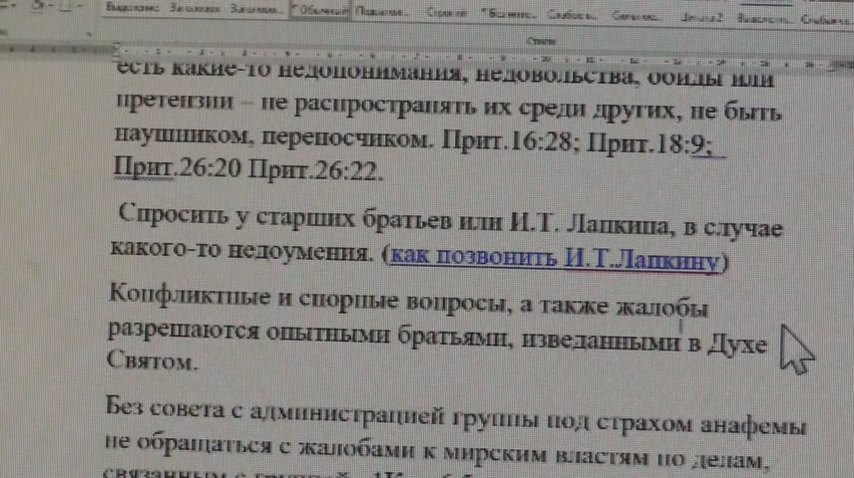 есть какие-то недопонимания, недовольства, обиды или
претензии – не распространять их среди других, не быть
наушником, переносчиком. Прит.16:28; Прит.18:9;
Прит.26:20 Прит.26:22.
Спросить у старших братьев или И.Т. Лапкина, в случае
какого-то недоумения. (как позвонить И.Т.Лапкину)
Конфликтные и спорные вопросы, а также жалобы
разрешаются опытными братьями, изведанными в Духе
Святом.
Без совета с администрацией группы под страхом анафемы
не обращаться с жалобами к мирским властям по делам,
связанным с группой.